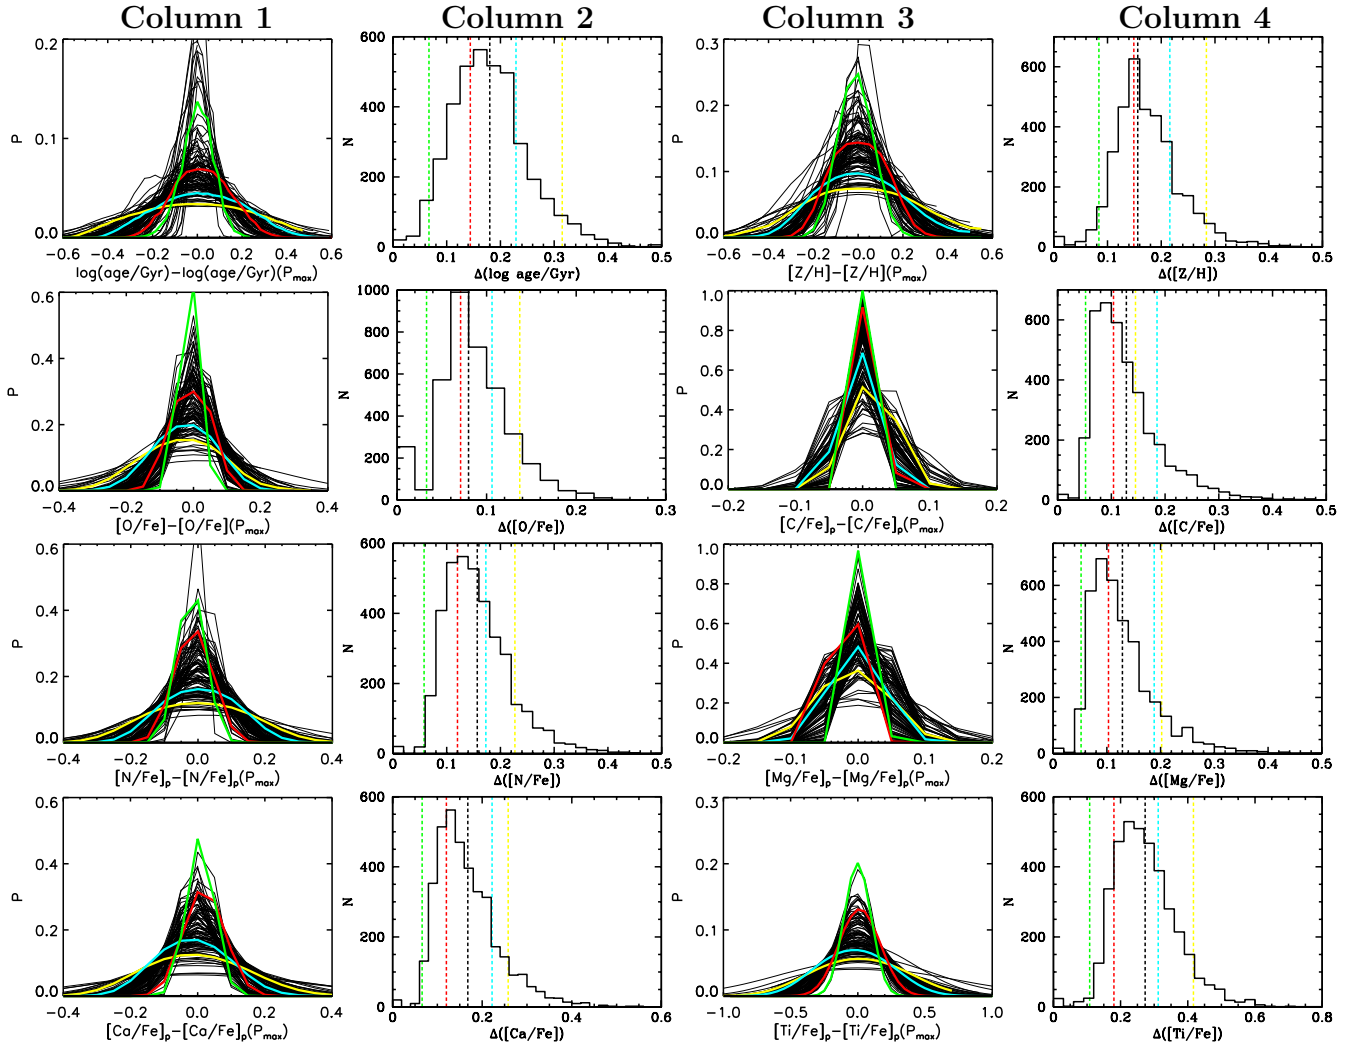 Column 1 Column 2 Column 3 Column 4
0.2
0.1
0.0
P
−0.6 −0.4 −0.2 0.0 0.2 0.4 0.6
log(age/Gyr)−log(age/Gyr)(Pmax)
600
400
200
0
N
0 0.1 0.2 0.3 0.4 0.5
Δ(log age/Gyr)
0.3
0.2
0.1
0.0
P
−0.6 −0.4 −0.2 0.0 0.2 0.4 0.6
[Z/H]−[Z/H](Pmax)
600
400
200
0
N
0 0.1 0.2 0.3 0.4 0.5
Δ([Z/H])
0.6
0.4
0.2
0.0
P
−0.4 −0.2 0.0 0.2 0.4
[O/Fe]−[O/Fe](Pmax)
1000
800
600
400
200
0
N
0 0.1 0.2 0.3
Δ([O/Fe])
1.0
0.8
0.6
0.4
0.2
0.0
P
−0.2 −0.1 0.0 0.1 0.2
[C/Fe]p−[C/Fe]p(Pmax)
600
400
200
0
N
0 0.1 0.2 0.3 0.4 0.5
Δ([C/Fe])
0.6
0.4
0.2
0.0
P
−0.4 −0.2 0.0 0.2 0.4
[N/Fe]p−[N/Fe]p(Pmax)
600
400
200
0
N
0 0.1 0.2 0.3 0.4 0.5
Δ([N/Fe])
1.0
0.8
0.6
0.4
0.2
0.0
P
−0.2 −0.1 0.0 0.1 0.2
[Mg/Fe]p−[Mg/Fe]p(Pmax)
600
400
200
0
N
0 0.1 0.2 0.3 0.4 0.5
Δ([Mg/Fe])
0.6
0.4
0.2
0.0
P
−0.4 −0.2 0.0 0.2 0.4
[Ca/Fe]p−[Ca/Fe]p(Pmax)
600
400
200
0
N
0 0.2 0.4 0.6
Δ([Ca/Fe])
0.3
0.2
0.1
0.0
P
−1.0 −0.5 0.0 0.5 1.0
[Ti/Fe]p−[Ti/Fe]p(Pmax)
600
400
200
0
N
0 0.2 0.4 0.6 0.8
Δ([Ti/Fe])